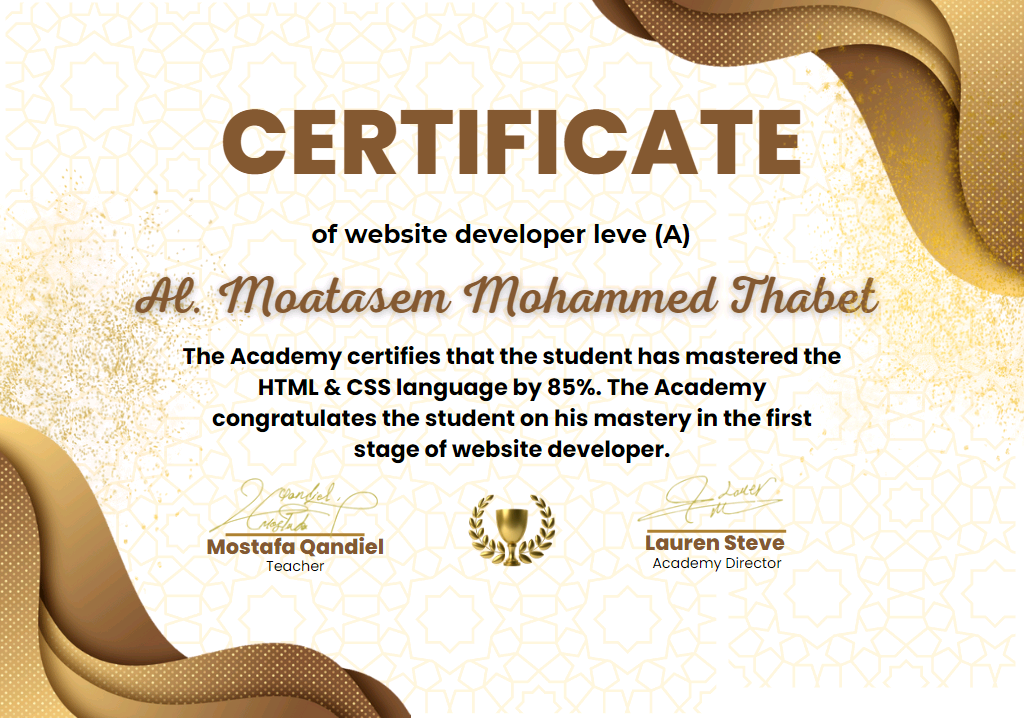 CERTIFICATE
of website developer leve (A)
Al. Moatasem Mohammed Thabet
The Academy certifies that the student has mastered the
HTML & CSS language by 85%. The Academy
congratulates the student on his mastery in the first
stage of website developer.
Qandiel
Mostafa
Mostafa Qandiel
Teacher
Lauren Steve
Academy Director